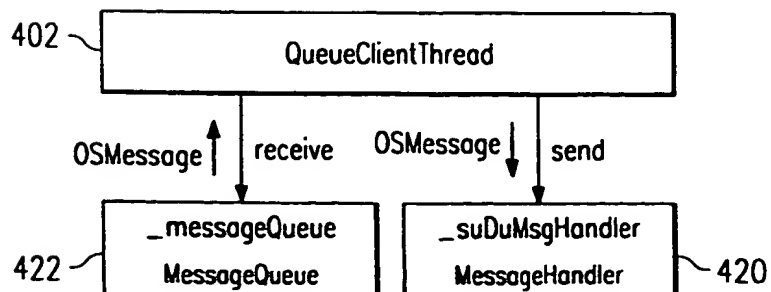 402
QueueClientThread
OSMessage receive
OSMessage send
_messageQueue
MessageQueue
422
_suDuMsgHandler
MessageHandler
420